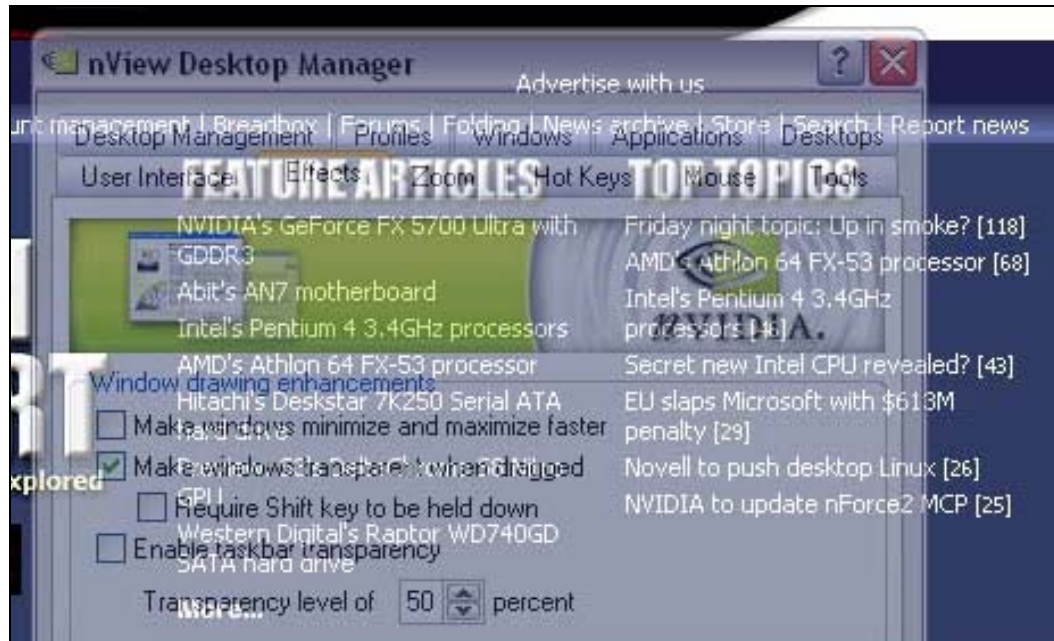 nView Desktop Manager
?
Advertise with us
management | Breadbox | Forums | Folding | News archive | Store | Search | Report news
Desktop Management Profiles Windows Applications Desktops
User Interface Effects Zoom Hot Keys Mouse Tools
FEATURE ARTICLES
NVIDIA's GeForce FX 5700 Ultra with
GDDR3
Abit's AN7 motherboard
Intel's Pentium 4 3.4GHz processors
AMD's Athlon 64 FX-53 processor
Hitachi's Deskstar 7K250 Serial ATA
hard drive
GPU
Western Digital's Raptor WD740GD
SATA hard drive
More...
TOP TOPICS
Friday night topic: Up in smoke? [118]
AMD's Athlon 64 FX-53 processor [68]
Intel's Pentium 4 3.4GHz
processors [46]
Secret new Intel CPU revealed? [43]
EU slaps Microsoft with $613M
penalty [29]
Novell to push desktop Linux [26]
NVIDIA to update nForce2 MCP [25]
NVIDIA.
Window drawing enhancements
Make windows minimize and maximize faster
Make windows transparent when dragged
Require Shift key to be held down
Enable taskbar transparency
Transparency level of 50 percent
xplored